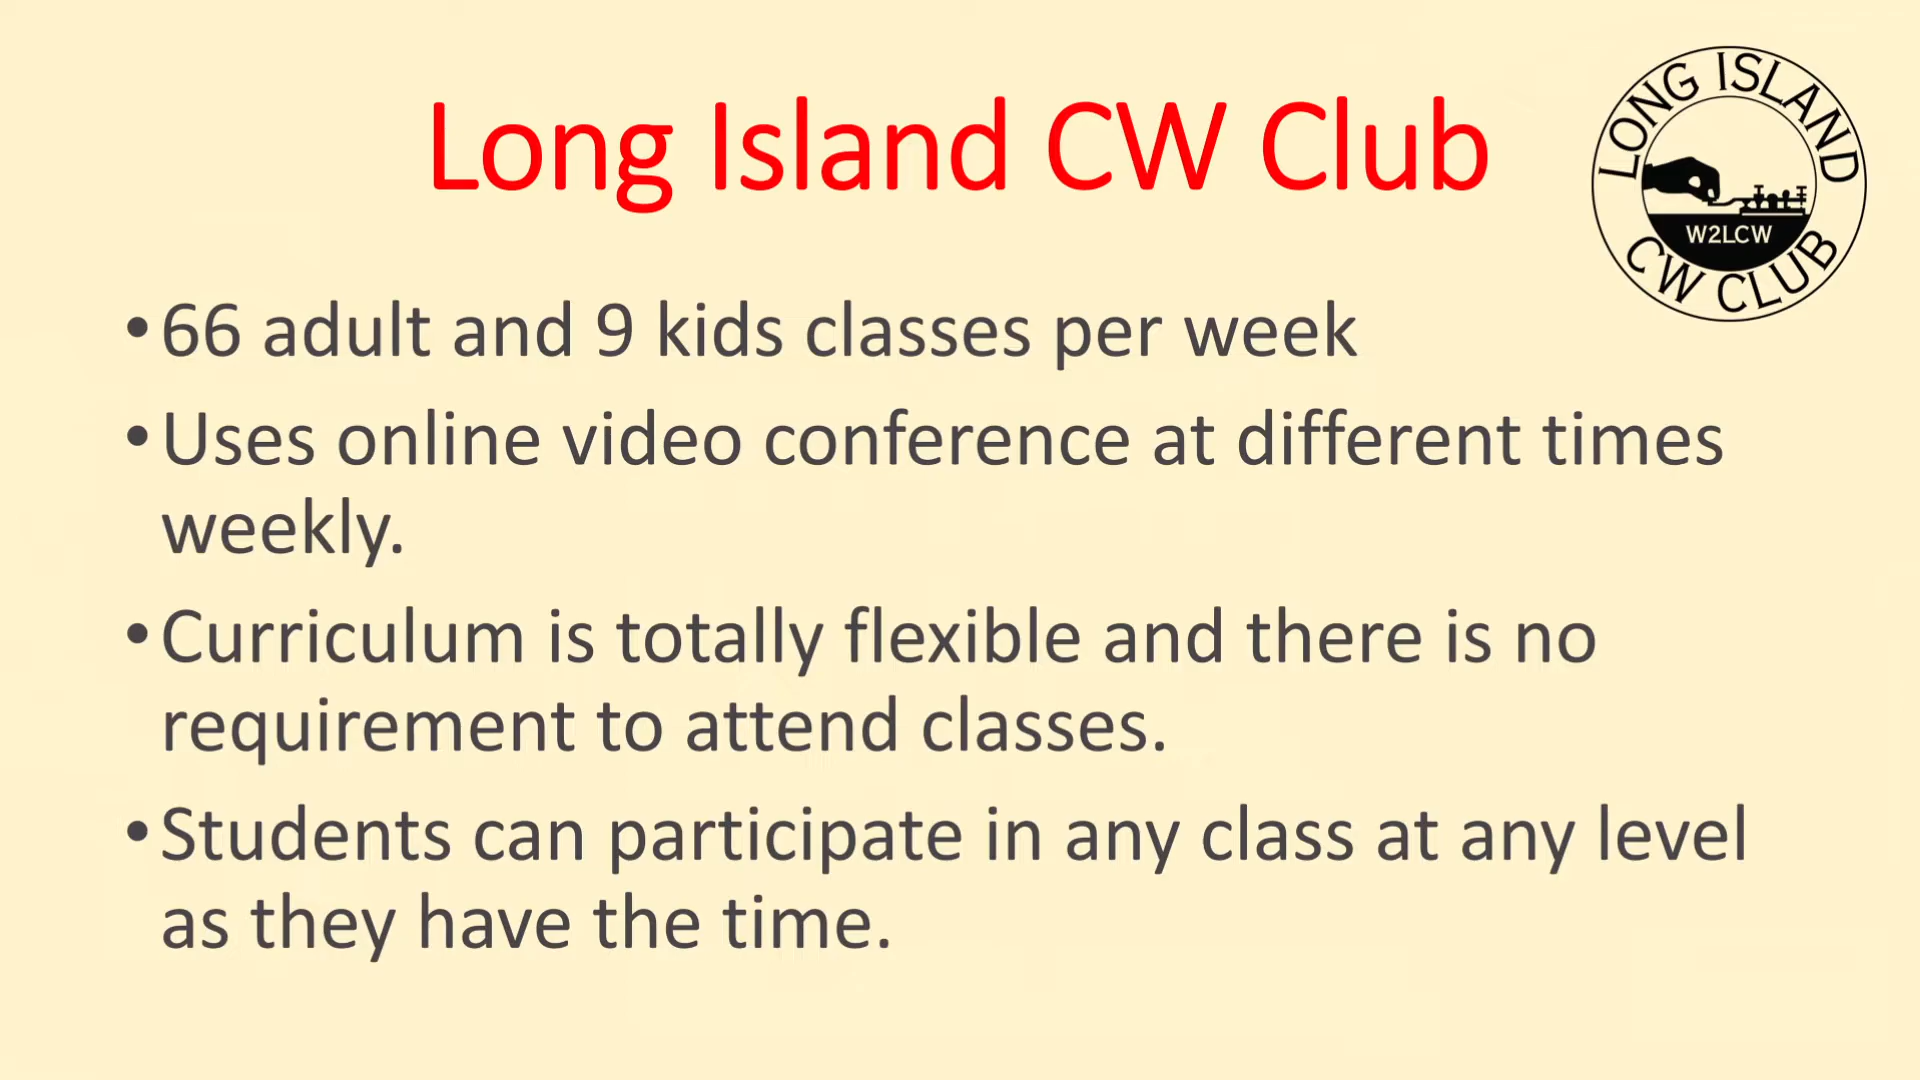 Long Island CW Club
LONG ISLAND
W2LCW
CW CLUB
•66 adult and 9 kids classes per week
•Uses online video conference at different times
weekly.
•Curriculum is totally flexible and there is no
requirement to attend classes.
•Students can participate in any class at any level
as they have the time.